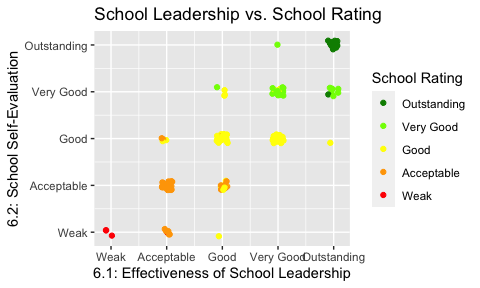 School Leadership vs. School Rating
6.2: School Self-Evaluation
Outstanding
Very Good
Good
Acceptable
Weak
Weak Acceptable Good Very Good Outstanding
6.1: Effectiveness of School Leadership
School Rating
Outstanding
Very Good
Good
Acceptable
Weak